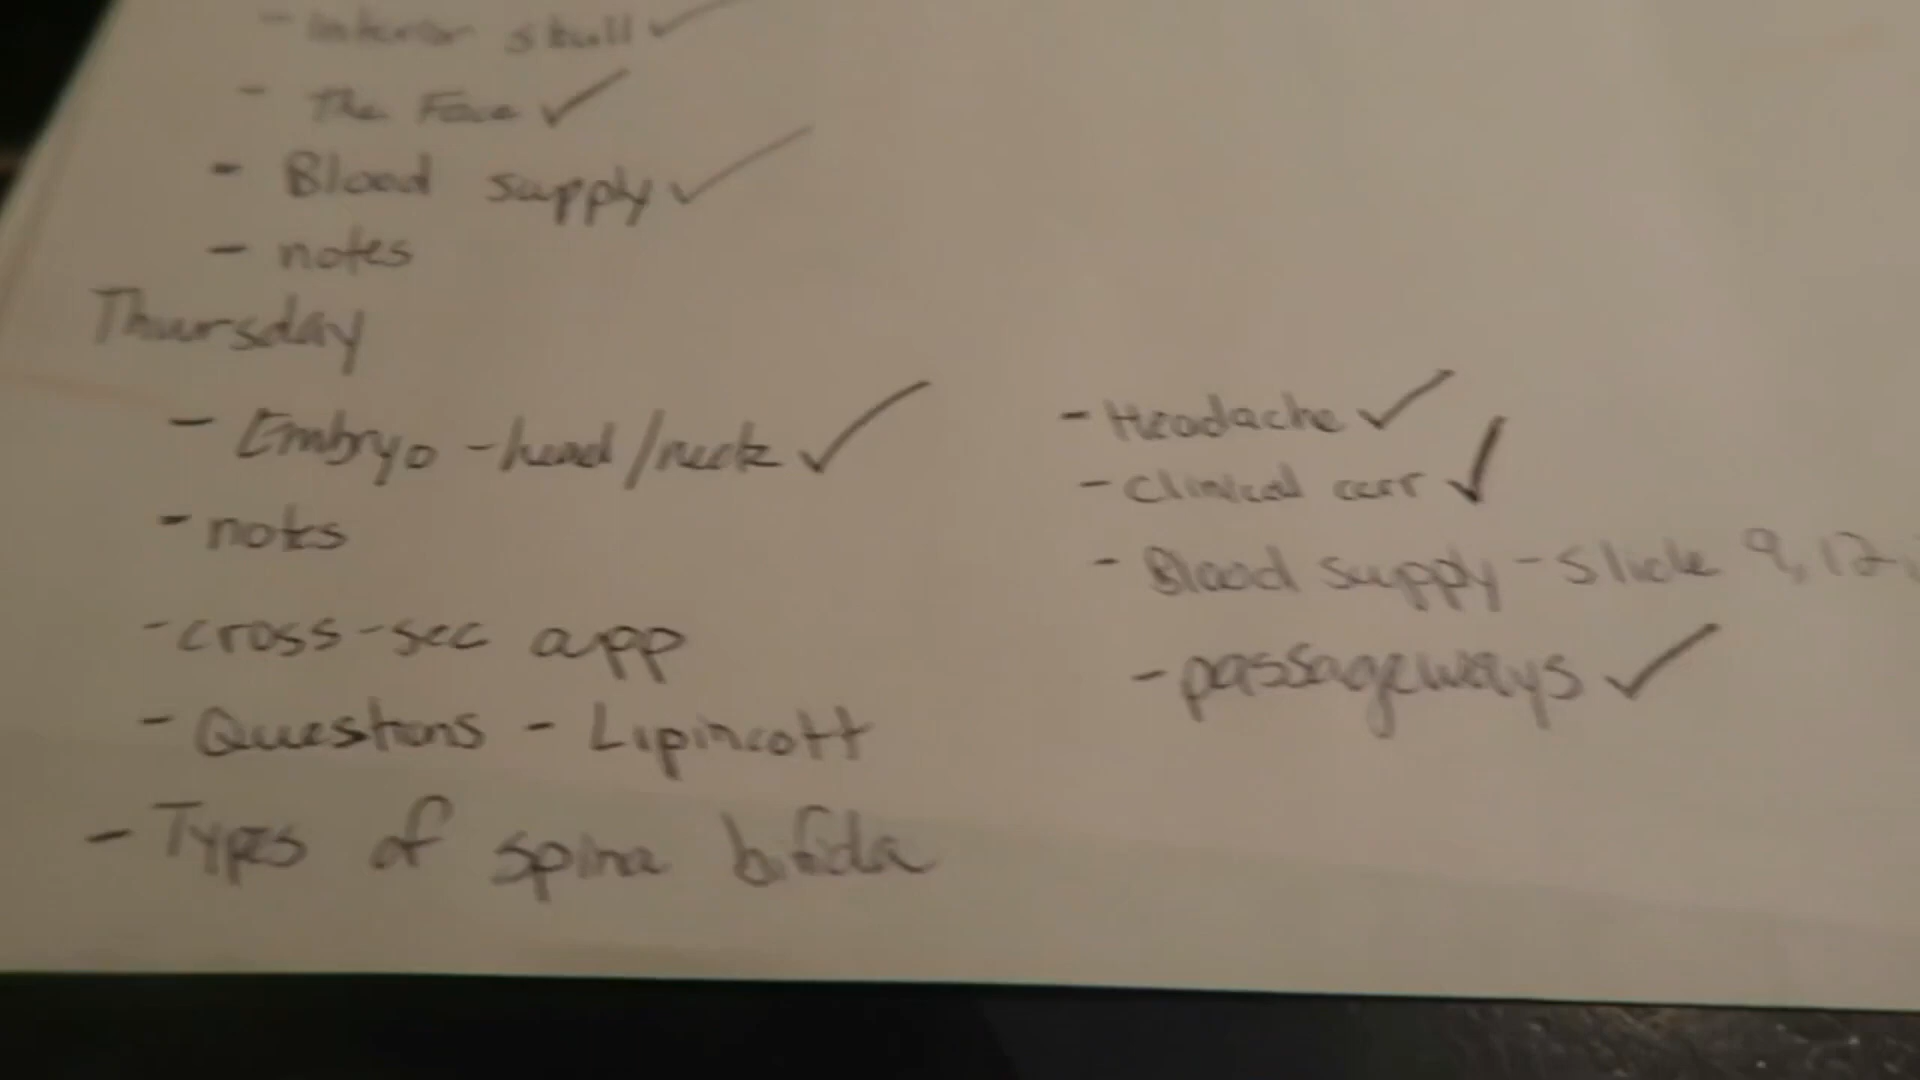 - Interior skull ✓
- The Face ✓
- Blood supply ✓
- notes
Thursday
- Embryo - head/neck ✓
- notes
- cross-sec app
- Questions - Lipincott
- Types of spina bifida
- Headache ✓
- Clinical corr ✓
- Blood supply - slide 9, 12,
- passageways ✓